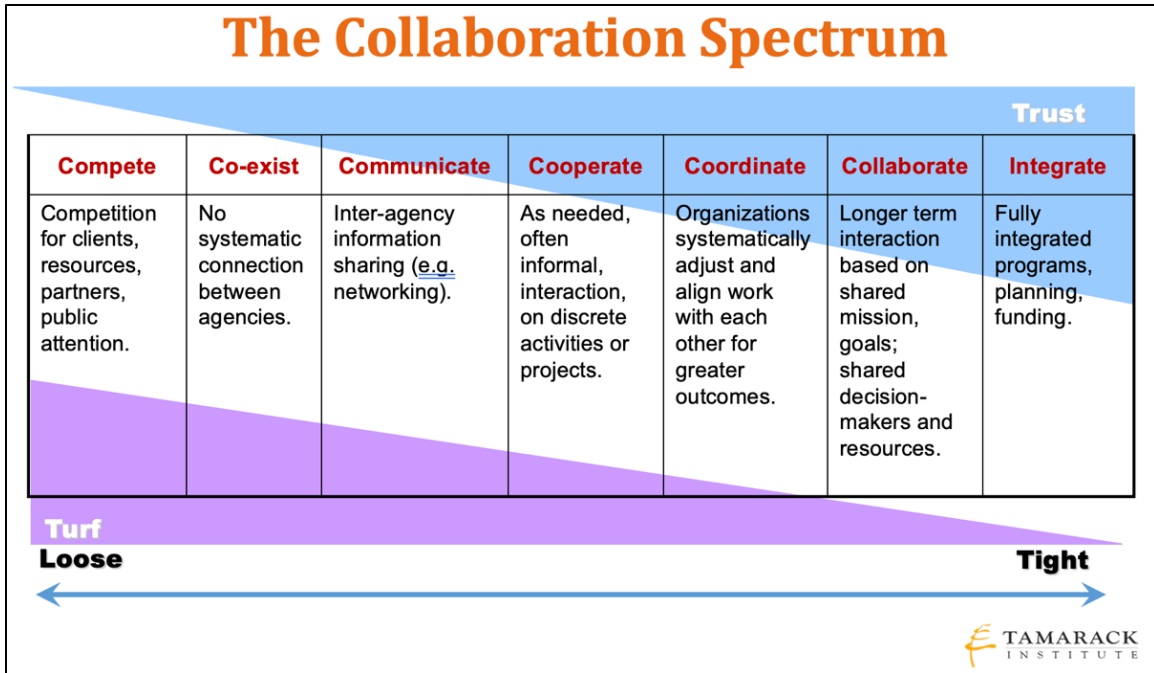 The Collaboration Spectrum
Trust
Compete
Co-exist
Communicate
Cooperate
Coordinate
Collaborate
Integrate
Competition
for clients,
resources,
partners,
public
attention.
No
systematic
connection
between
agencies.
Inter-agency
information
sharing (e.g.
networking).
As needed,
often
informal,
interaction,
on discrete
activities or
projects.
Organizations
systematically
adjust and
align work
with each
other for
greater
outcomes.
Longer term
interaction
based on
shared
mission,
goals;
shared
decision-
makers and
resources.
Fully
integrated
programs,
planning,
funding.
Turf
Loose
Tight
TAMARACK
INSTITUTE